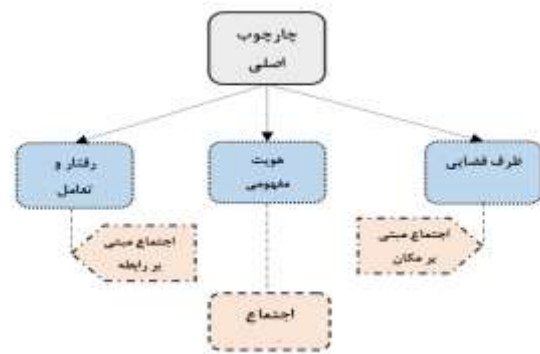 چارچوب
اصلی
ظرف فضایی
هویت
مفهومی
رفتار و
تعامل
اجتماع مبتنی
بر مکان
اجتماع مبتنی
بر رابطه
اجتماع